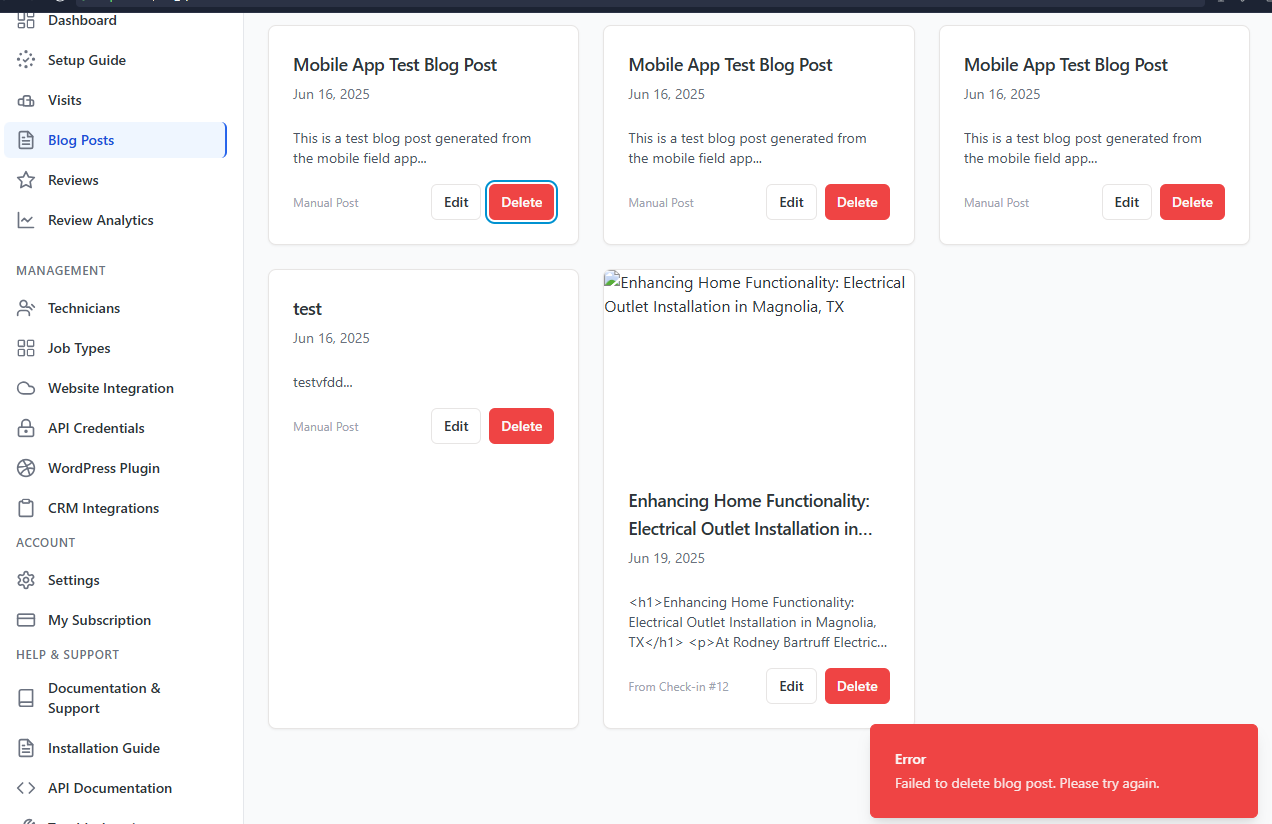 Dashboard
Setup Guide
Visits
Blog Posts
Reviews
Review Analytics
MANAGEMENT
Technicians
Job Types
Website Integration
API Credentials
WordPress Plugin
CRM Integrations
ACCOUNT
Settings
My Subscription
HELP & SUPPORT
Documentation &
Support
Installation Guide
API Documentation
Mobile App Test Blog Post
Jun 16, 2025
This is a test blog post generated from
the mobile field app...
Manual Post
Edit
Delete
Mobile App Test Blog Post
Jun 16, 2025
This is a test blog post generated from
the mobile field app...
Manual Post
Edit
Delete
Mobile App Test Blog Post
Jun 16, 2025
This is a test blog post generated from
the mobile field app...
Manual Post
Edit
Delete
test
Jun 16, 2025
testvfdd...
Manual Post
Edit
Delete
Enhancing Home Functionality: Electrical
Outlet Installation in Magnolia, TX
Enhancing Home Functionality:
Electrical Outlet Installation in...
Jun 19, 2025
<h1>Enhancing Home Functionality:
Electrical Outlet Installation in Magnolia,
TX</h1> <p>At Rodney Bartruff Electric...
From Check-in #12
Edit
Delete
Error
Failed to delete blog post. Please try again.